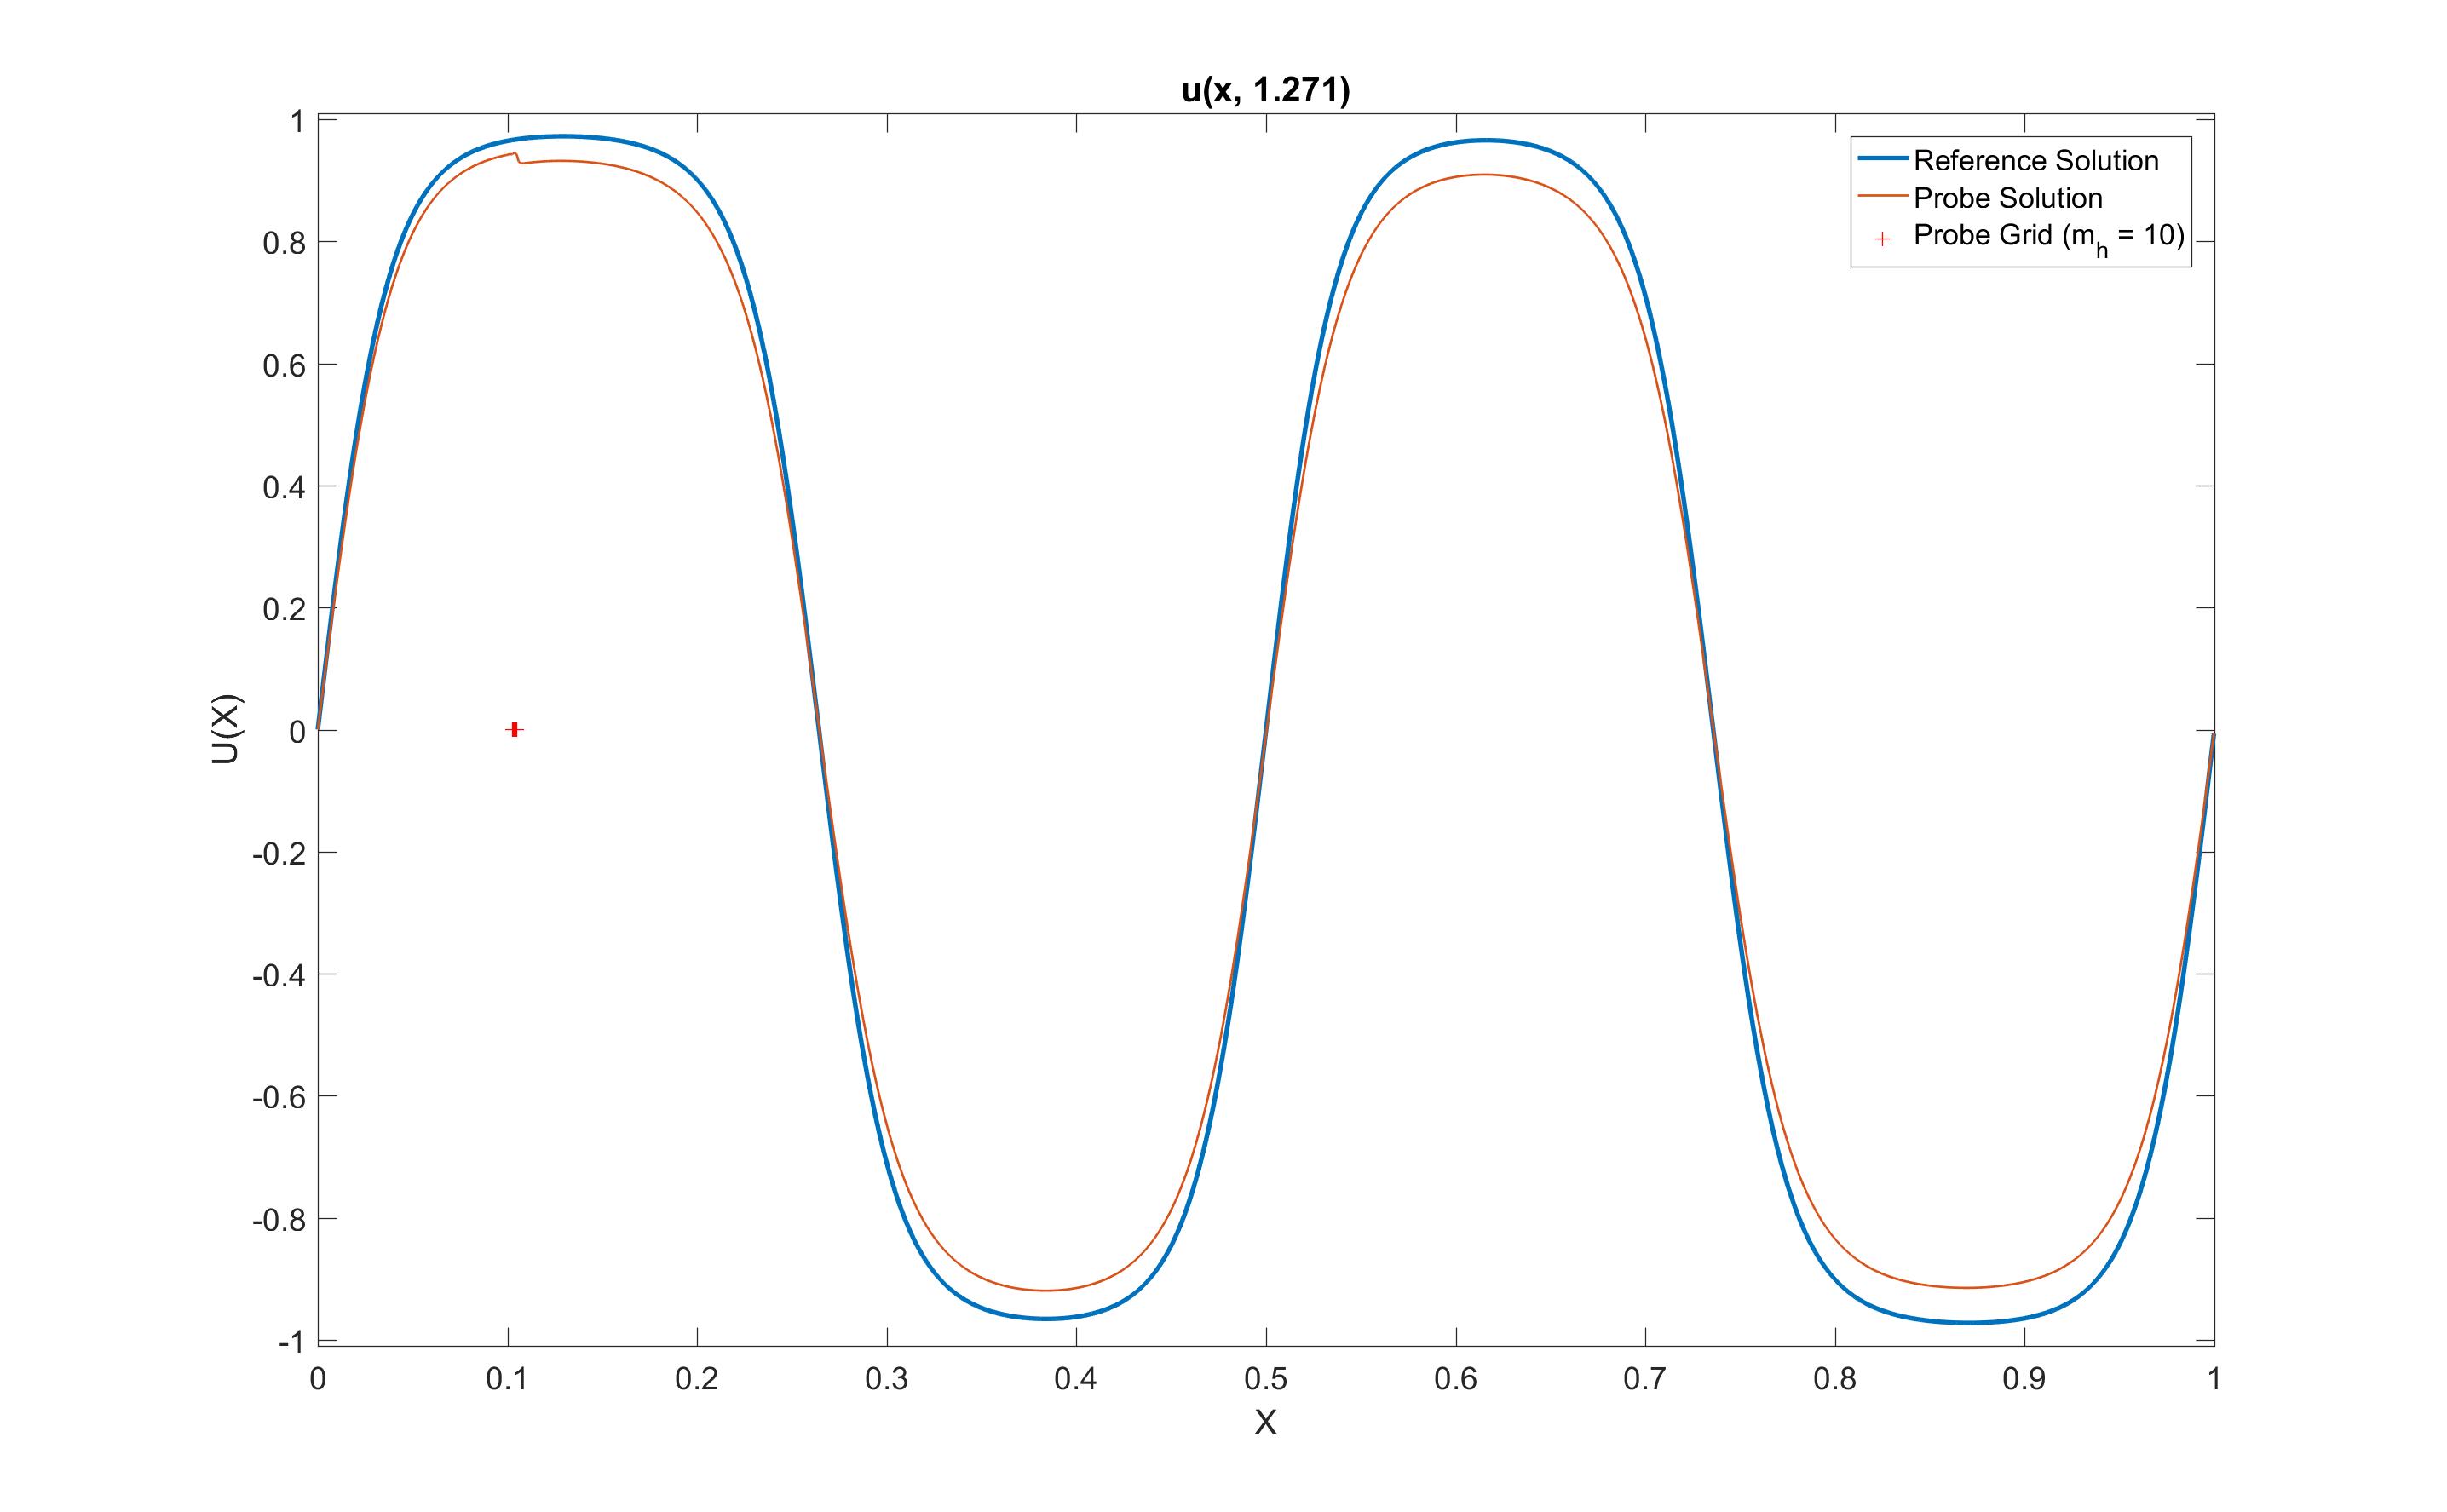 u(x, 1.271)
Reference Solution
Probe Solution
Probe Grid (m_h = 10)
1
0.8
0.6
0.4
0.2
0
-0.2
-0.4
-0.6
-0.8
-1
U(X)
0 0.1 0.2 0.3 0.4 0.5 0.6 0.7 0.8 0.9 1
X